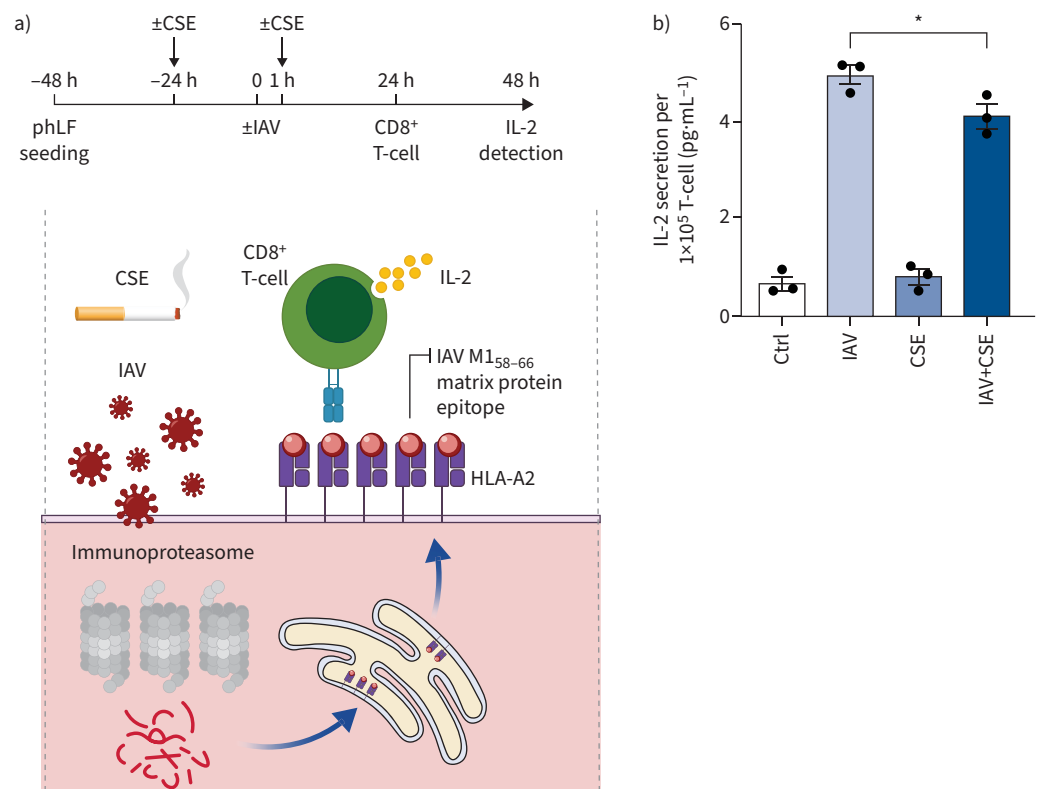 a)
±CSE ±CSE
–48 h –24 h 0 1 h 24 h 48 h
phLF
seeding
±IAV
CD8⁺
T-cell
IL-2
detection
CSE
CD8⁺
T-cell
IL-2
IAV
IAV M1₅₈₋₆₆
matrix protein
epitope
HLA-A2
Immunoproteasome
b)
IL-2 secretion per
1×10⁵ T-cell (pg·mL⁻¹)
6
4
2
0
*
Ctrl
IAV
CSE
IAV+CSE